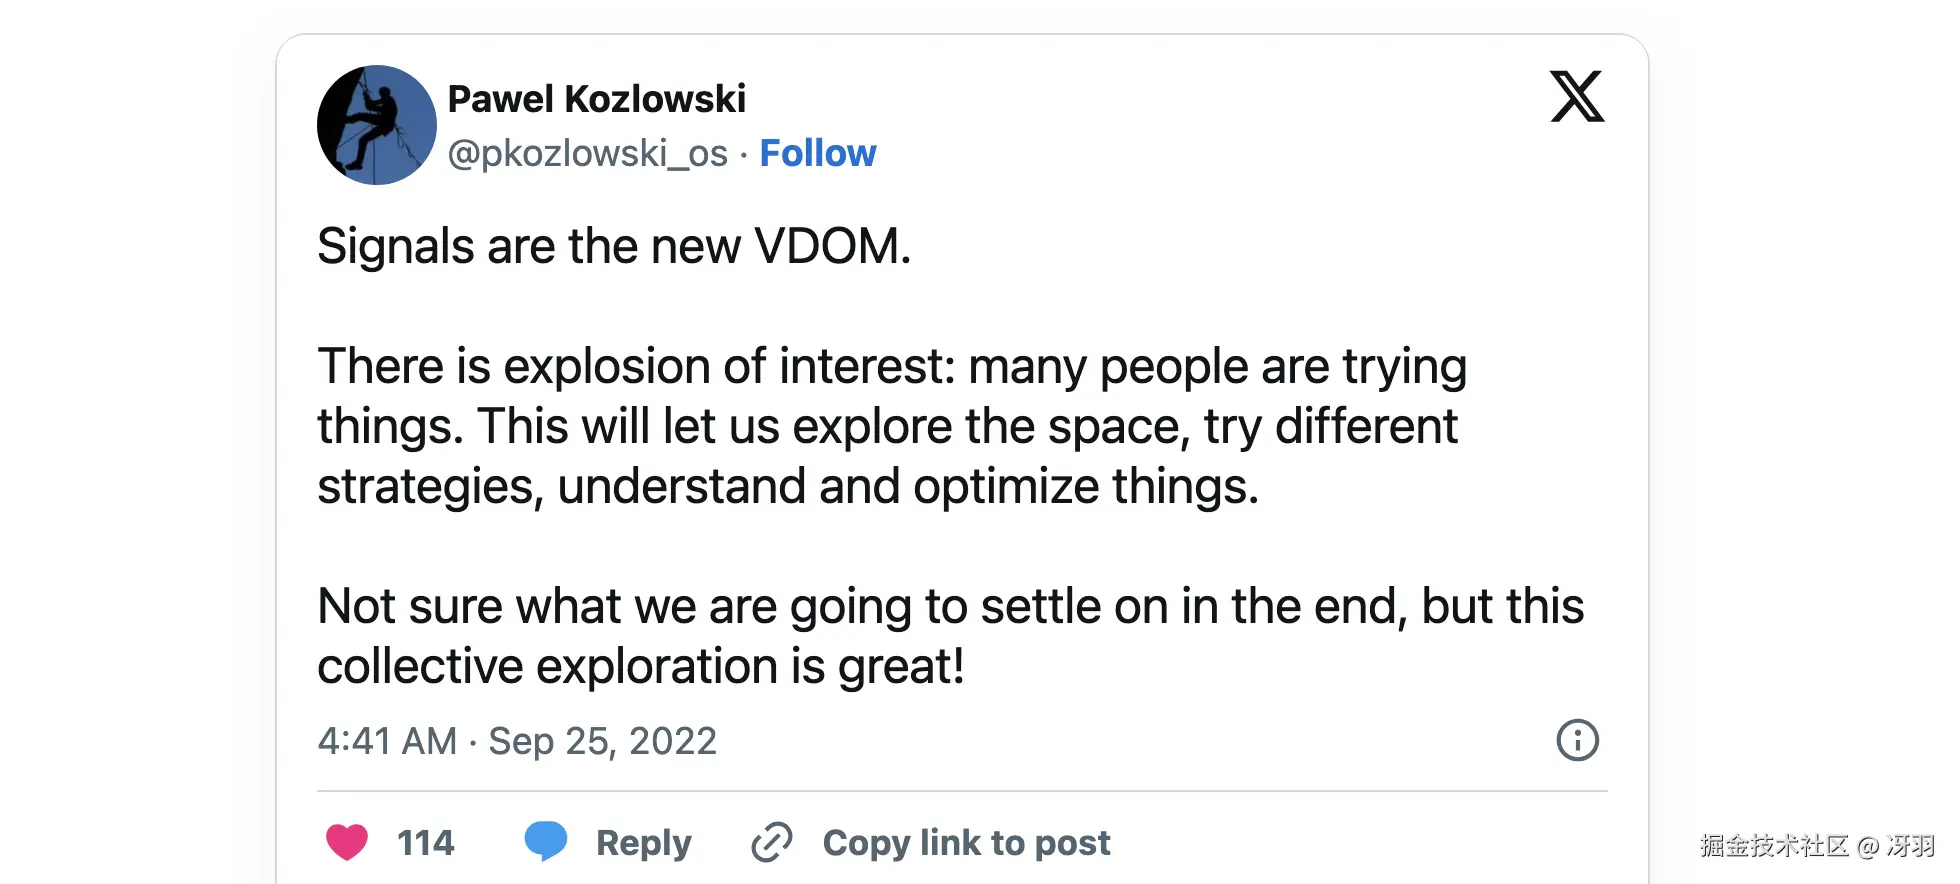 Pawel Kozlowski
@pkozlowski_os · Follow
Signals are the new VDOM.
There is explosion of interest: many people are trying
things. This will let us explore the space, try different
strategies, understand and optimize things.
Not sure what we are going to settle on in the end, but this
collective exploration is great!
4:41 AM · Sep 25, 2022
114 Reply Copy link to post
掘金技术社区 @ 冴羽